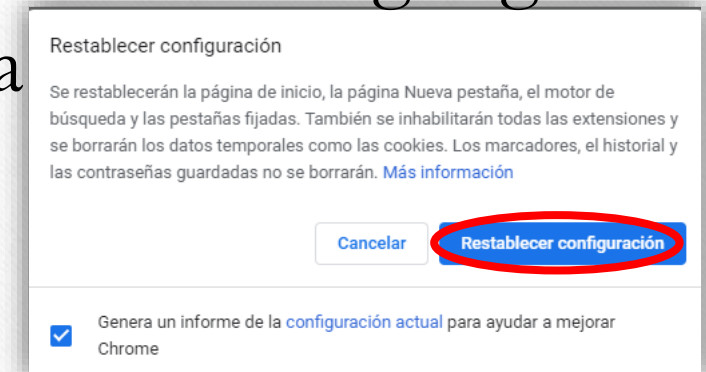 a
Restablecer configuración
Se restablecerán la página de inicio, la página Nueva pestaña, el motor de
búsqueda y las pestañas fijadas. También se inhabilitarán todas las extensiones y
se borrarán los datos temporales como las cookies. Los marcadores, el historial y
las contraseñas guardadas no se borrarán. Más información
Cancelar Restablecer configuración
Genera un informe de la configuración actual para ayudar a mejorar
Chrome